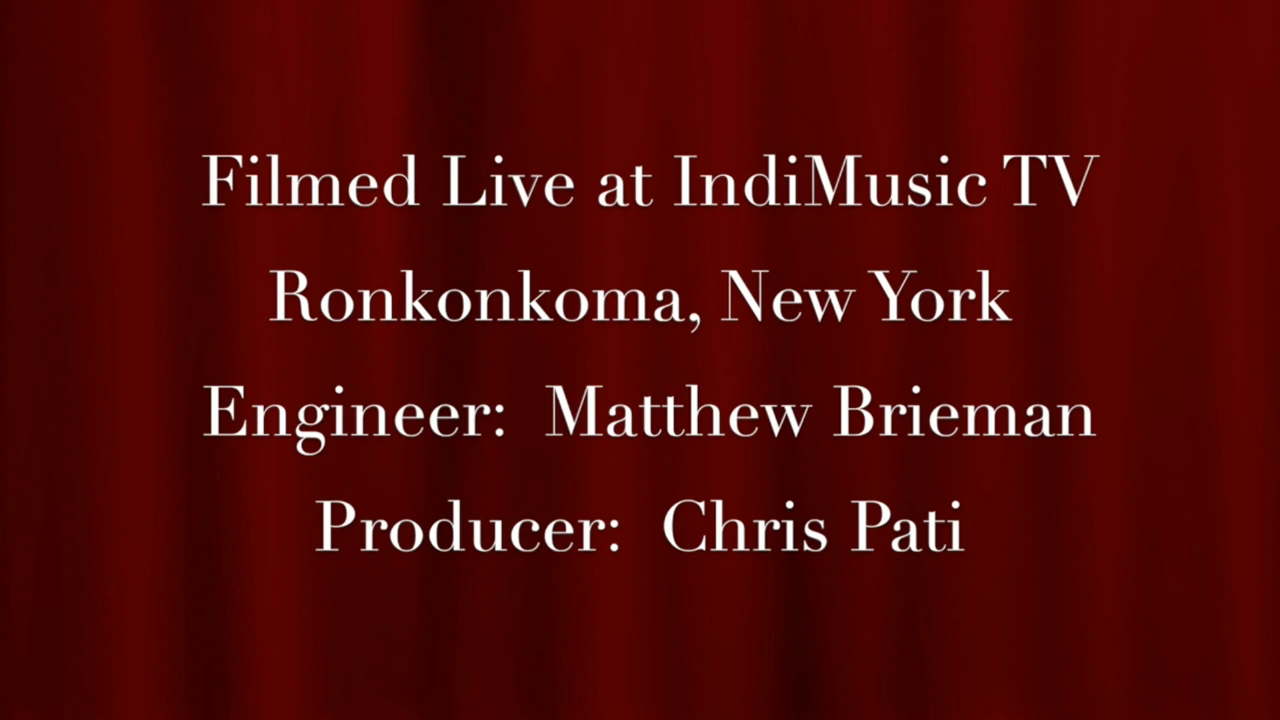 Filmed Live at IndiMusic TV
Ronkonkoma, New York
Engineer:  Matthew Brieman
Producer:  Chris Pati